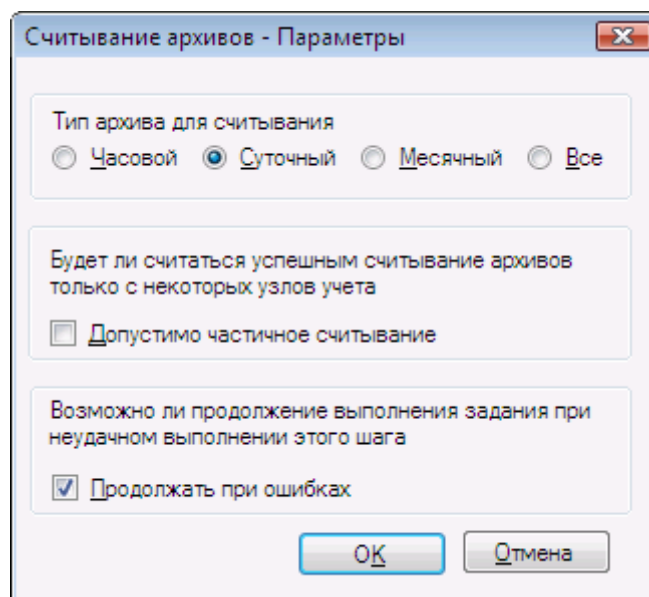 Считывание архивов - Параметры
Тип архива для считывания
Часовой Суточный Месячный Все
Будет ли считаться успешным считывание архивов
только с некоторых узлов учета
Допустимо частичное считывание
Возможно ли продолжение выполнения задания при
неудачном выполнении этого шага
Продолжать при ошибках
OK Отмена